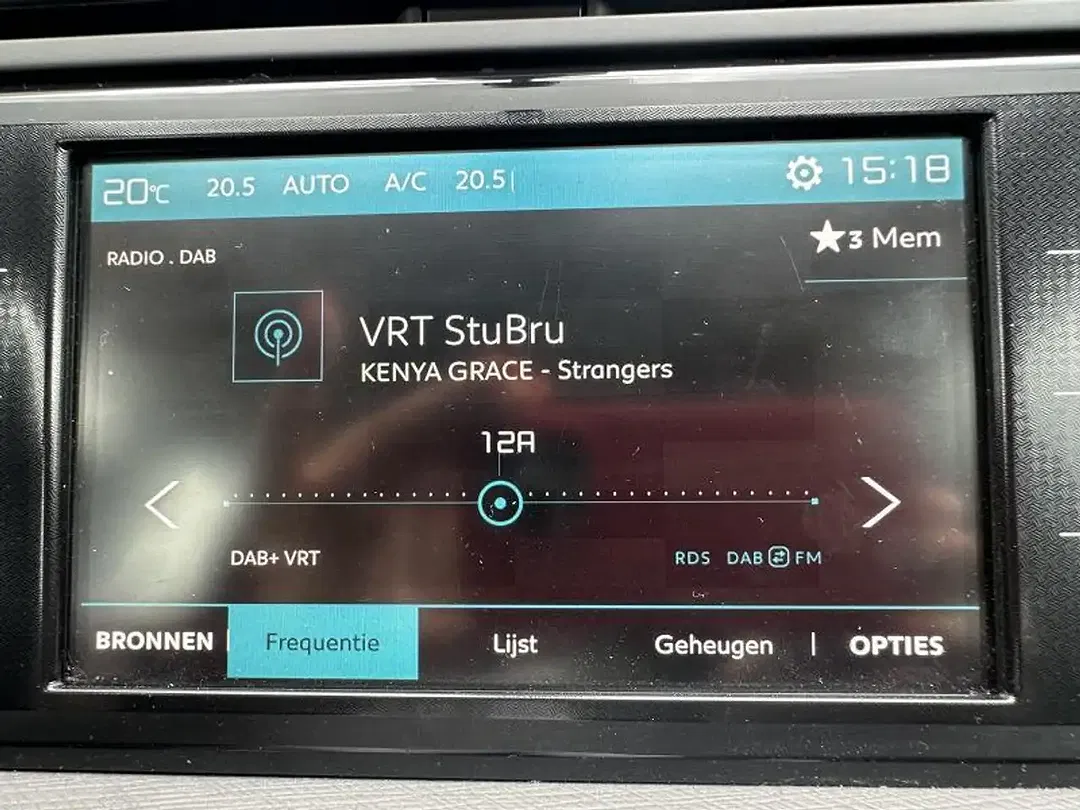 20°C 20.5 AUTO A/C 20.5 15:18
3 Mem
RADIO . DAB
VRT StuBru
KENYA GRACE - Strangers
12A
DAB+ VRT RDS DAB FM
BRONNEN Frequentie Lijst Geheugen OPTIES